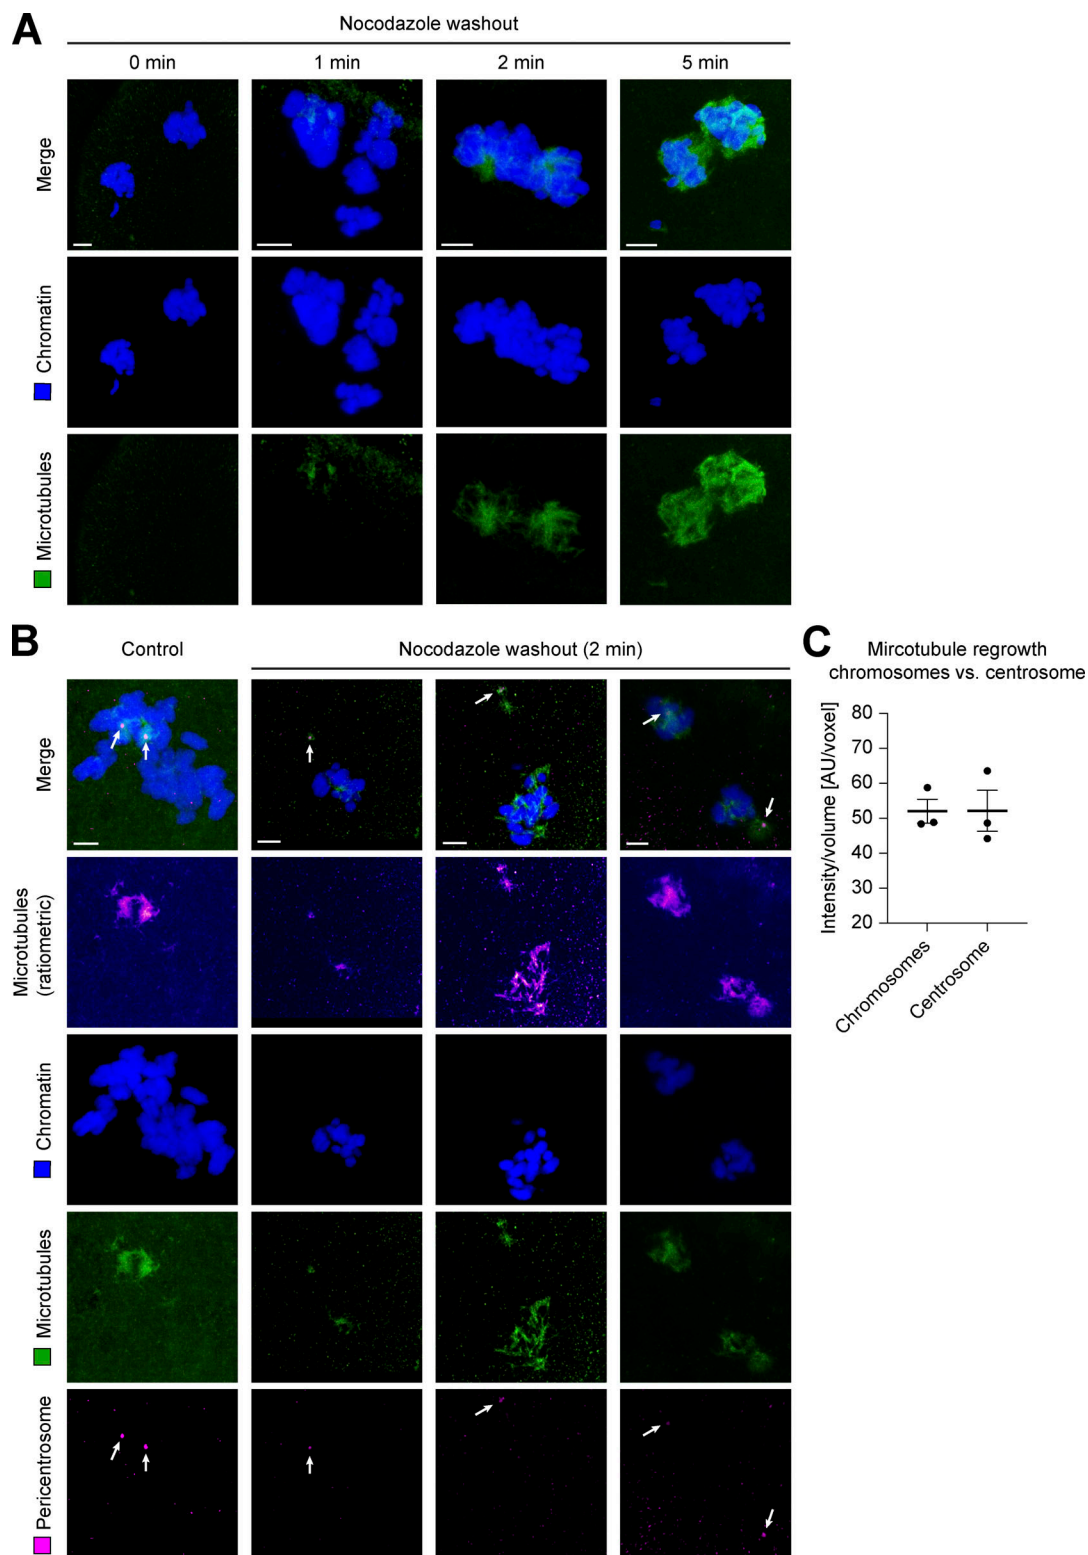 A
Nocodazole washout
0 min
1 min
2 min
5 min
Merge
Chromatin
Microtubules
B
Control
Nocodazole washout (2 min)
Merge
Microtubules
(ratiometric)
Chromatin
Microtubules
Pericentrosome
C
Mircotubule regrowth
chromosomes vs. centrosome
Intensity/volume [AU/voxel]
80
70
60
50
40
30
20
Chromosomes
Centrosome